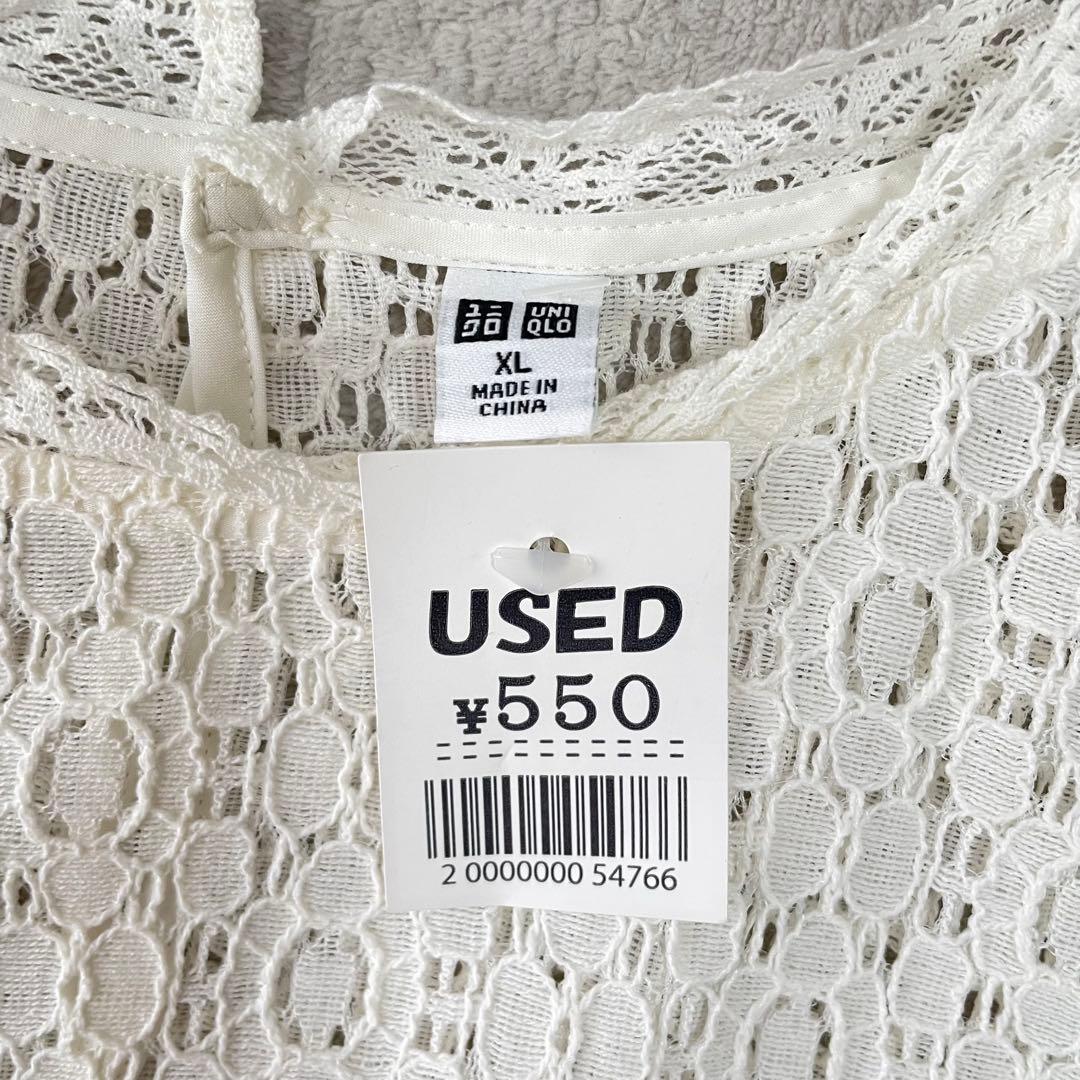 ユニクロ UNIQLO
XL
MADE IN
CHINA
USED
¥550
2 0000000 54766